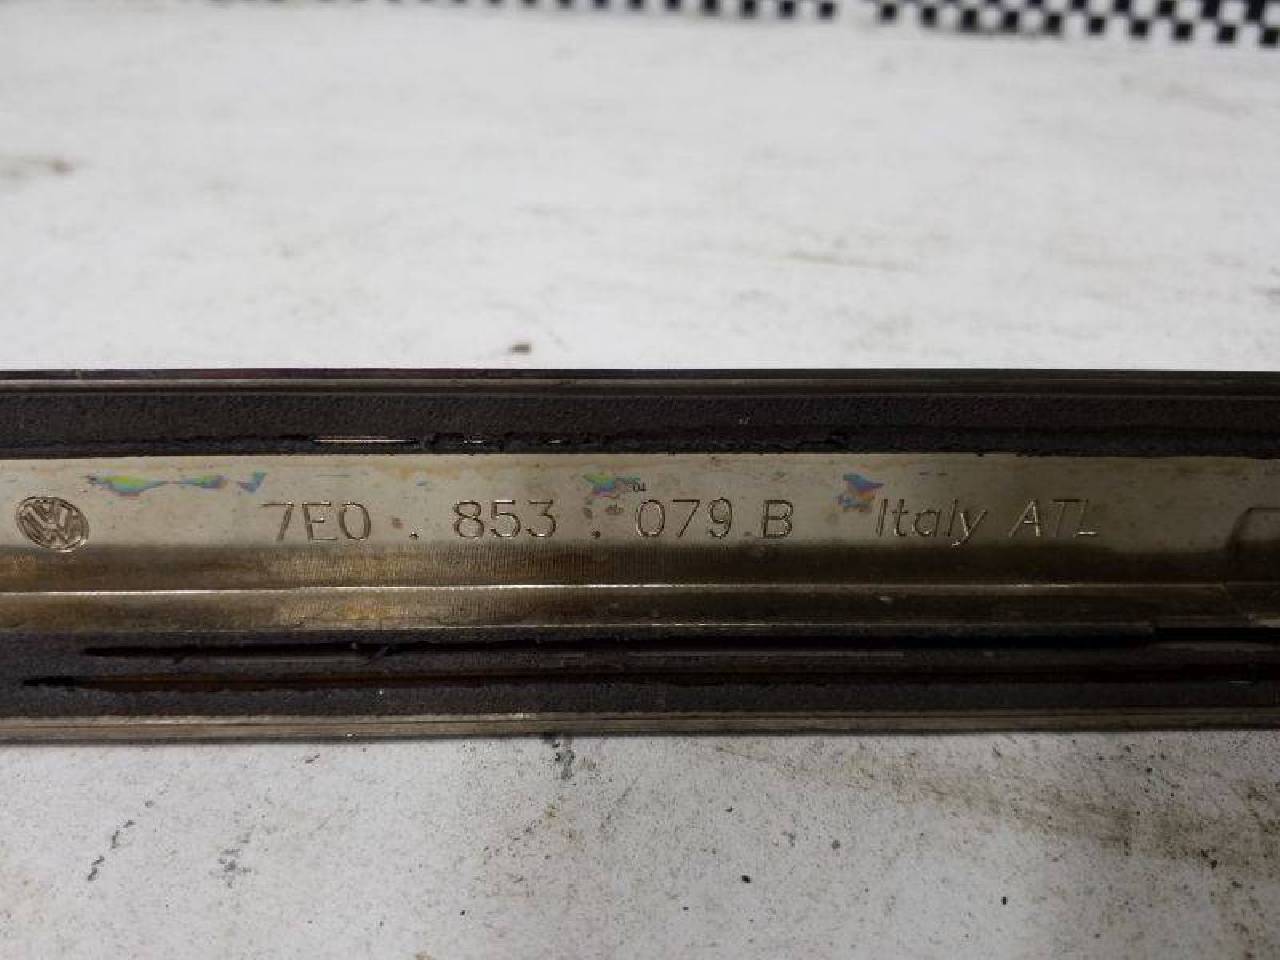 7E0 . 853 . 079 B Italy ATL